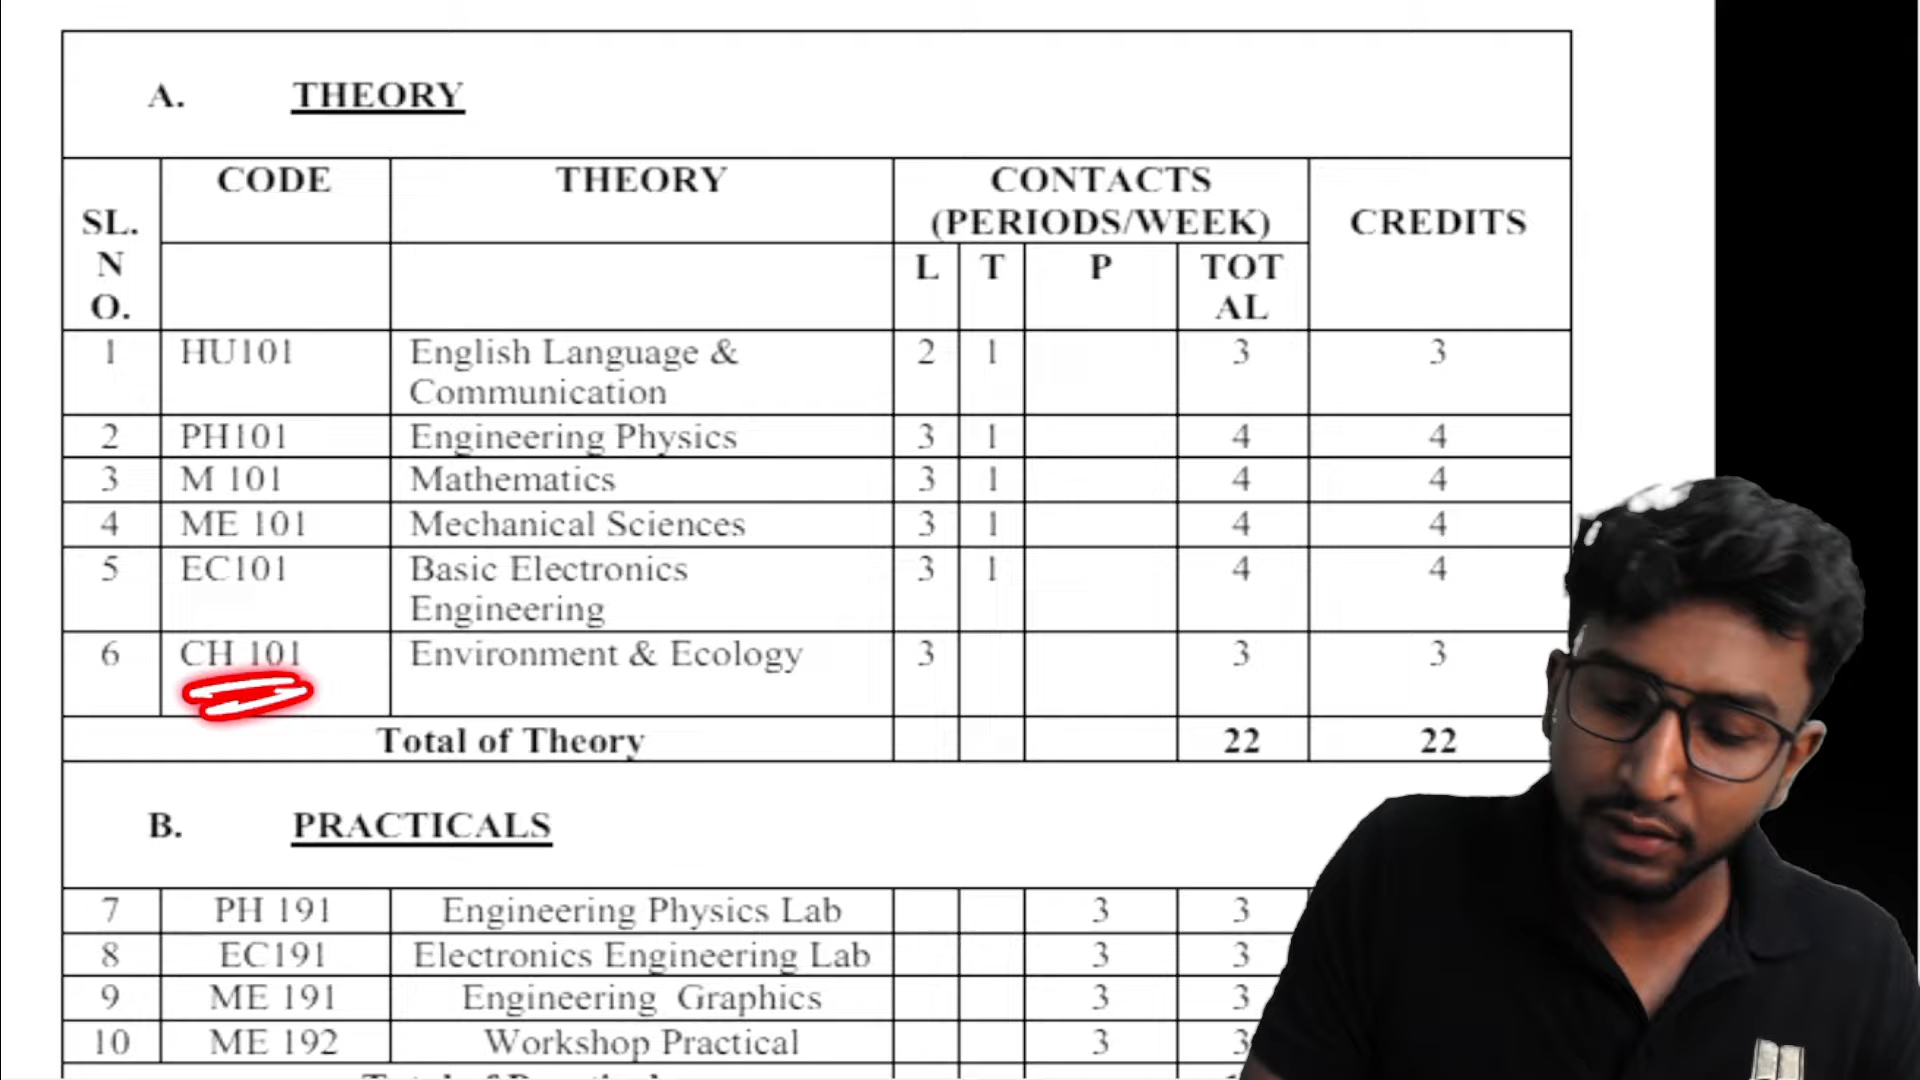 A. THEORY
SL. NO. CODE THEORY CONTACTS (PERIODS/WEEK) CREDITS
L T P TOTAL
1 HU101 English Language & Communication 2 1 3 3
2 PH101 Engineering Physics 3 1 4 4
3 M 101 Mathematics 3 1 4 4
4 ME 101 Mechanical Sciences 3 1 4 4
5 EC101 Basic Electronics Engineering 3 1 4 4
6 CH 101 Environment & Ecology 3 3 3
Total of Theory 22 22
B. PRACTICALS
7 PH 191 Engineering Physics Lab 3 3
8 EC191 Electronics Engineering Lab 3 3
9 ME 191 Engineering Graphics 3 3
10 ME 192 Workshop Practical 3 3